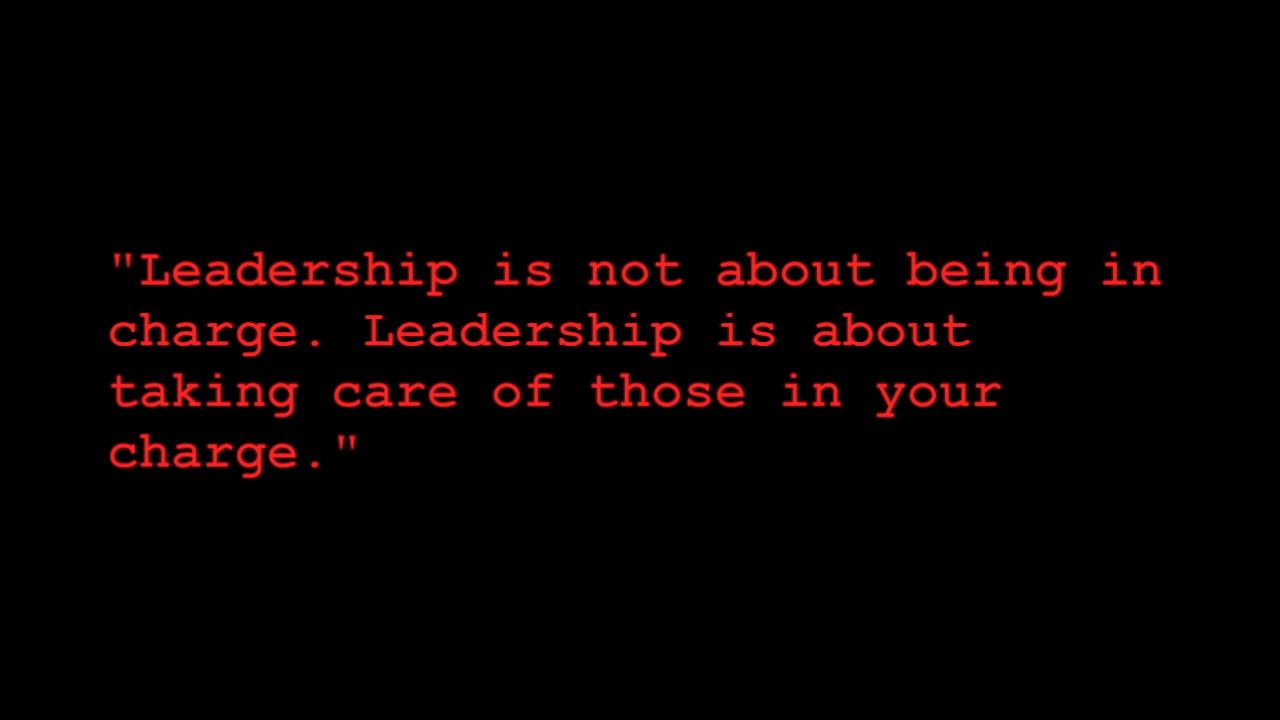 "Leadership is not about being in
charge. Leadership is about
taking care of those in your
charge."